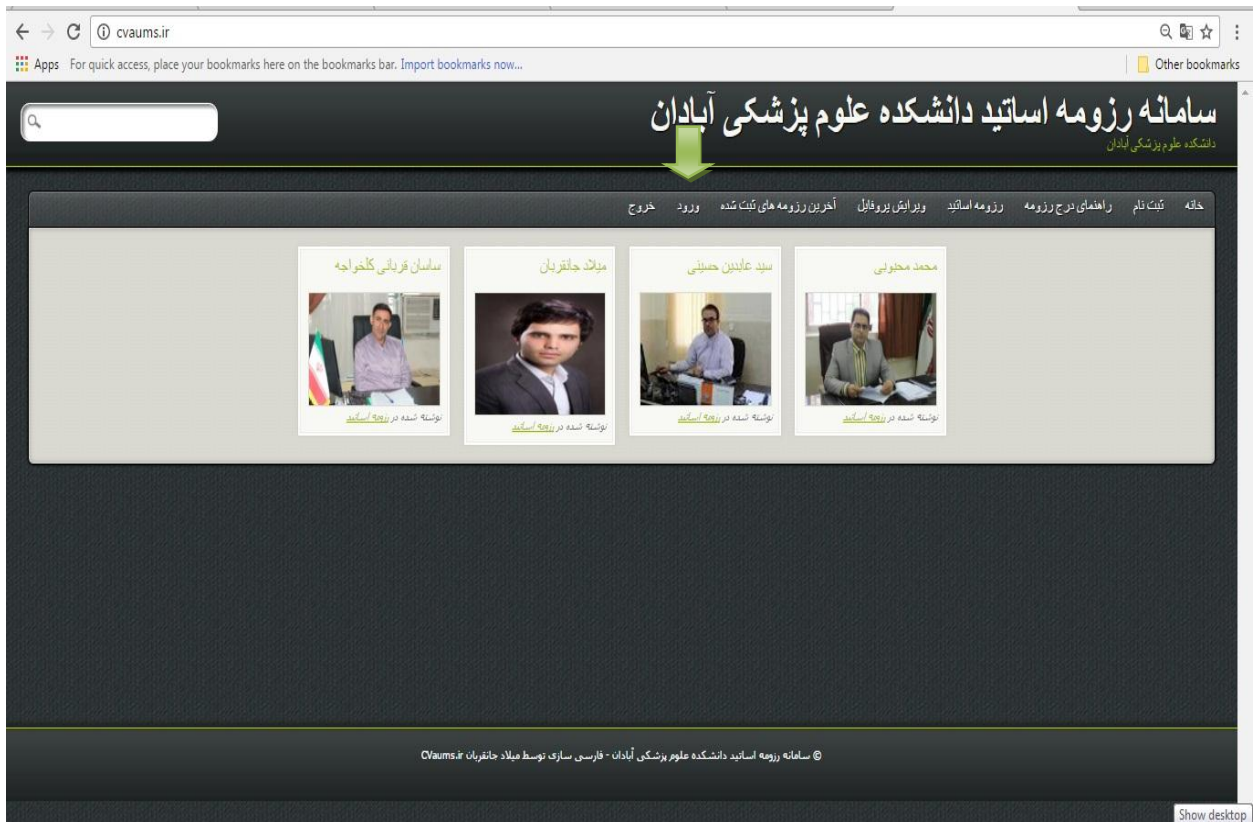 cvaums.ir
Apps For quick access, place your bookmarks here on the bookmarks bar. Import bookmarks now...
Other bookmarks
سامانه رزومه اساتید دانشکده علوم پزشکی آبادان
دانشکده علوم پزشکی آبادان
خانه ثبت نام راهنمای درج رزومه رزومه اساتید ویرایش پروفایل آخرین رزومه های ثبت شده ورود خروج
محمد محبوبی
نوشته شده در رزومه اساتید
سید عابدین حسینی
نوشته شده در رزومه اساتید
میلاد جانقربان
نوشته شده در رزومه اساتید
ساسان قربانی گلخواجه
نوشته شده در رزومه اساتید
© سامانه رزومه اساتید دانشکده علوم پزشکی آبادان - فارسی سازی توسط میلاد جانقربان CVaums.ir
Show desktop